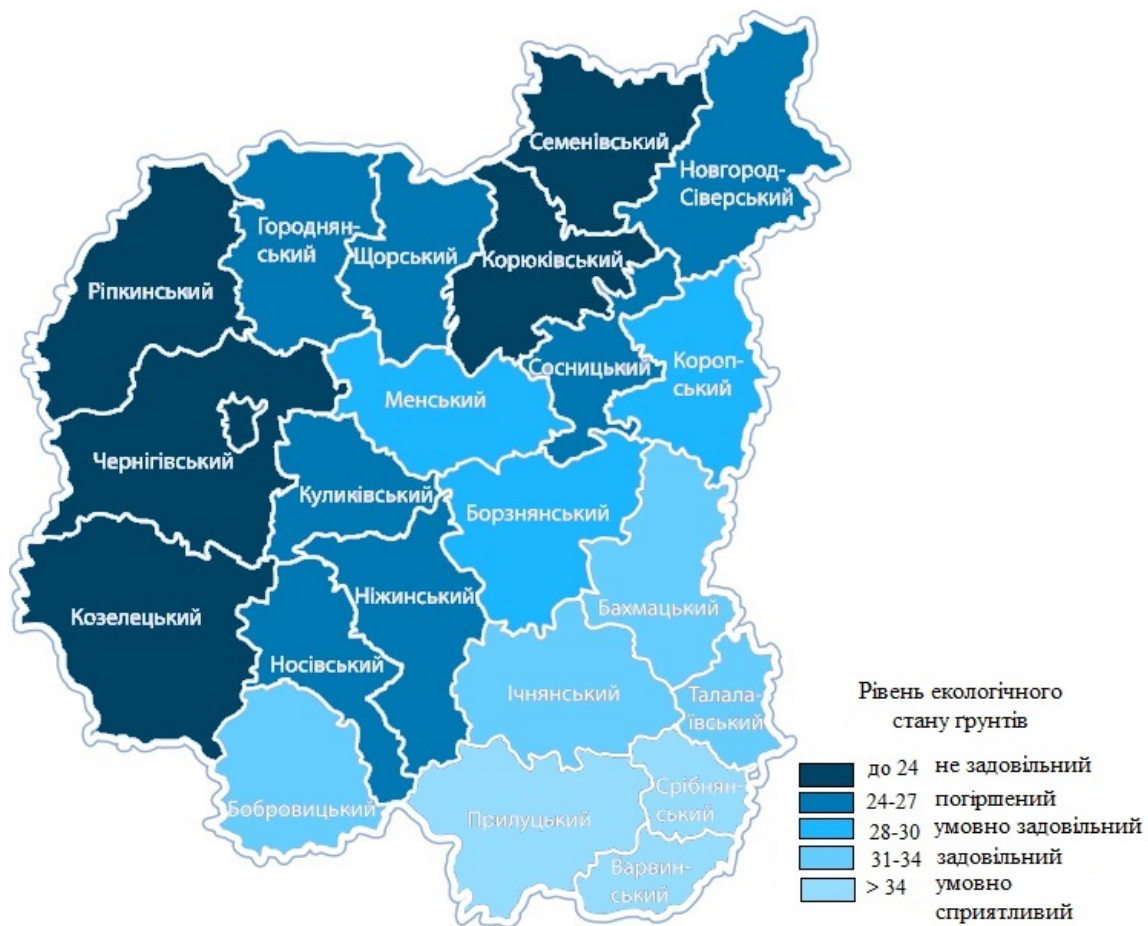 Семенівський
Новгород-
Сіверський
Городнян-
ський
Щорський
Корюківський
Ріпкинський
Сосницький
Короп-
ський
Менський
Чернігівський
Куликівський
Борзнянський
Козелецький
Ніжинський
Бахмацький
Носівський
Ічнянський
Талала-
ївський
Бобровицький
Прилуцький
Срібнян-
ський
Варвин-
ський
Рівень екологічного
стану ґрунтів
до 24 не задовільний
24-27 погіршений
28-30 умовно задовільний
31-34 задовільний
> 34 умовно
сприятливий